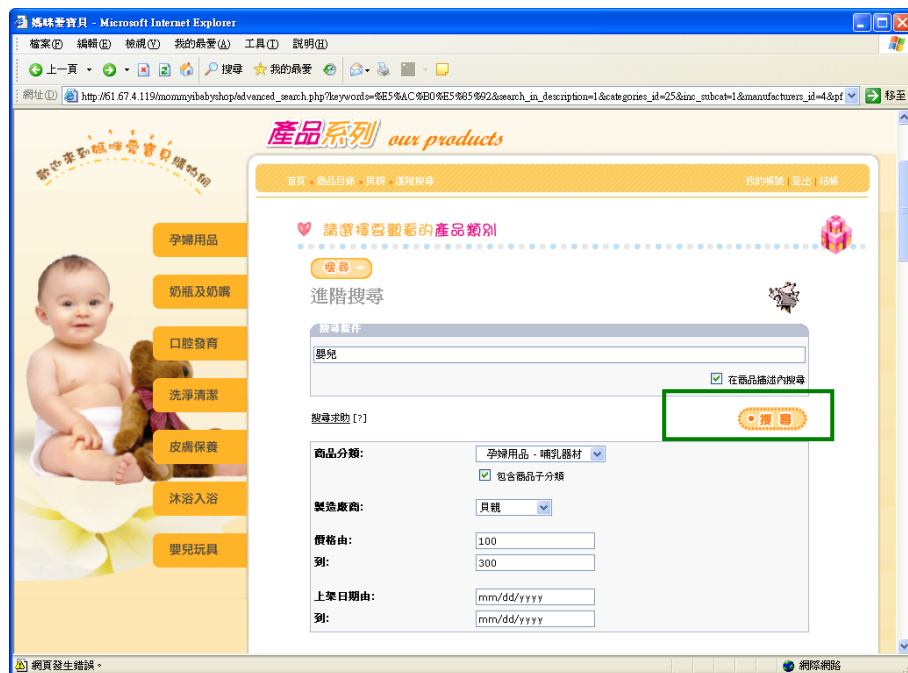 媽咪愛寶貝 - Microsoft Internet Explorer
檔案(F) 編輯(E) 檢視(V) 我的最愛(A) 工具(T) 說明(H)
上一頁 搜尋 我的最愛
網址(D) http://61.67.4.119/mommyibabyshop/advanced_search.php?keywords=%E5%AC%B0%E5%85%92&search_in_description=1&categories_id=25&inc_subcat=1&manufacturers_id=4&pf 移至
歡迎來到媽咪愛寶貝購物網
產品系列 our products
首頁 » 商品目錄 » 貝親 » 進階搜尋 我的帳號 | 登出 | 結帳
請選擇喜觀看的產品類別
搜尋
進階搜尋
搜尋條件
嬰兒
在商品描述內搜尋
搜尋求助 [?] 搜尋
商品分類: 孕婦用品 - 哺乳器材
包含商品子分類
製造廠商: 貝親
價格由: 100
到: 300
上架日期由: mm/dd/yyyy
到: mm/dd/yyyy
孕婦用品
奶瓶及奶嘴
口腔發育
洗淨清潔
皮膚保養
沐浴入浴
嬰兒玩具
網頁發生錯誤。 網際網路